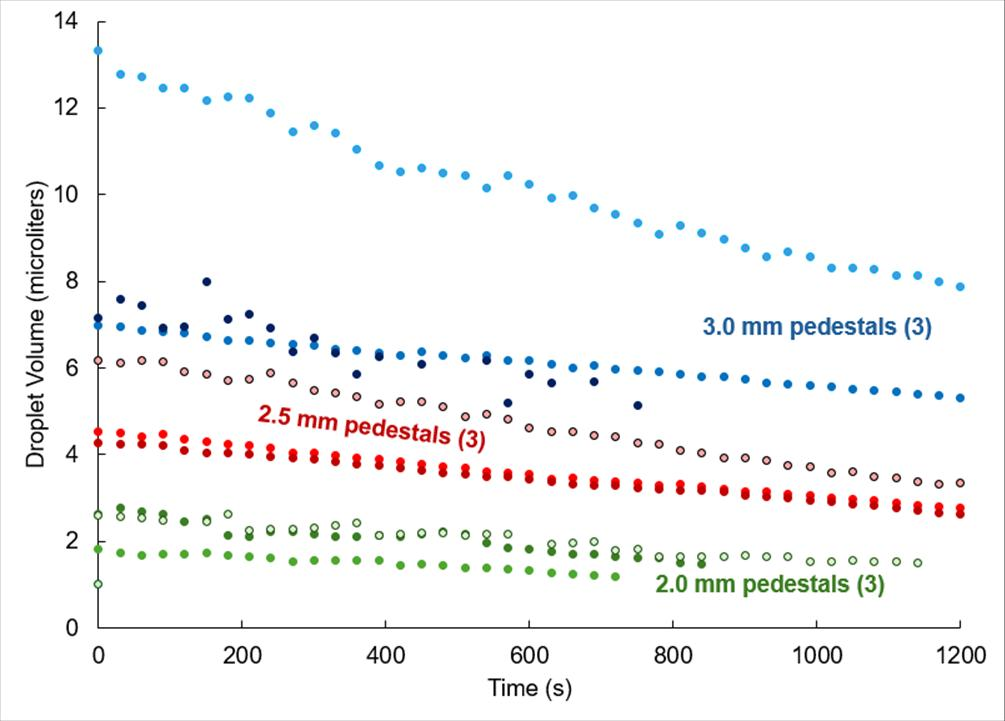 14
12
10
8
6
4
2
0
Droplet Volume (microliters)
3.0 mm pedestals (3)
2.5 mm pedestals (3)
2.0 mm pedestals (3)
0 200 400 600 800 1000 1200
Time (s)